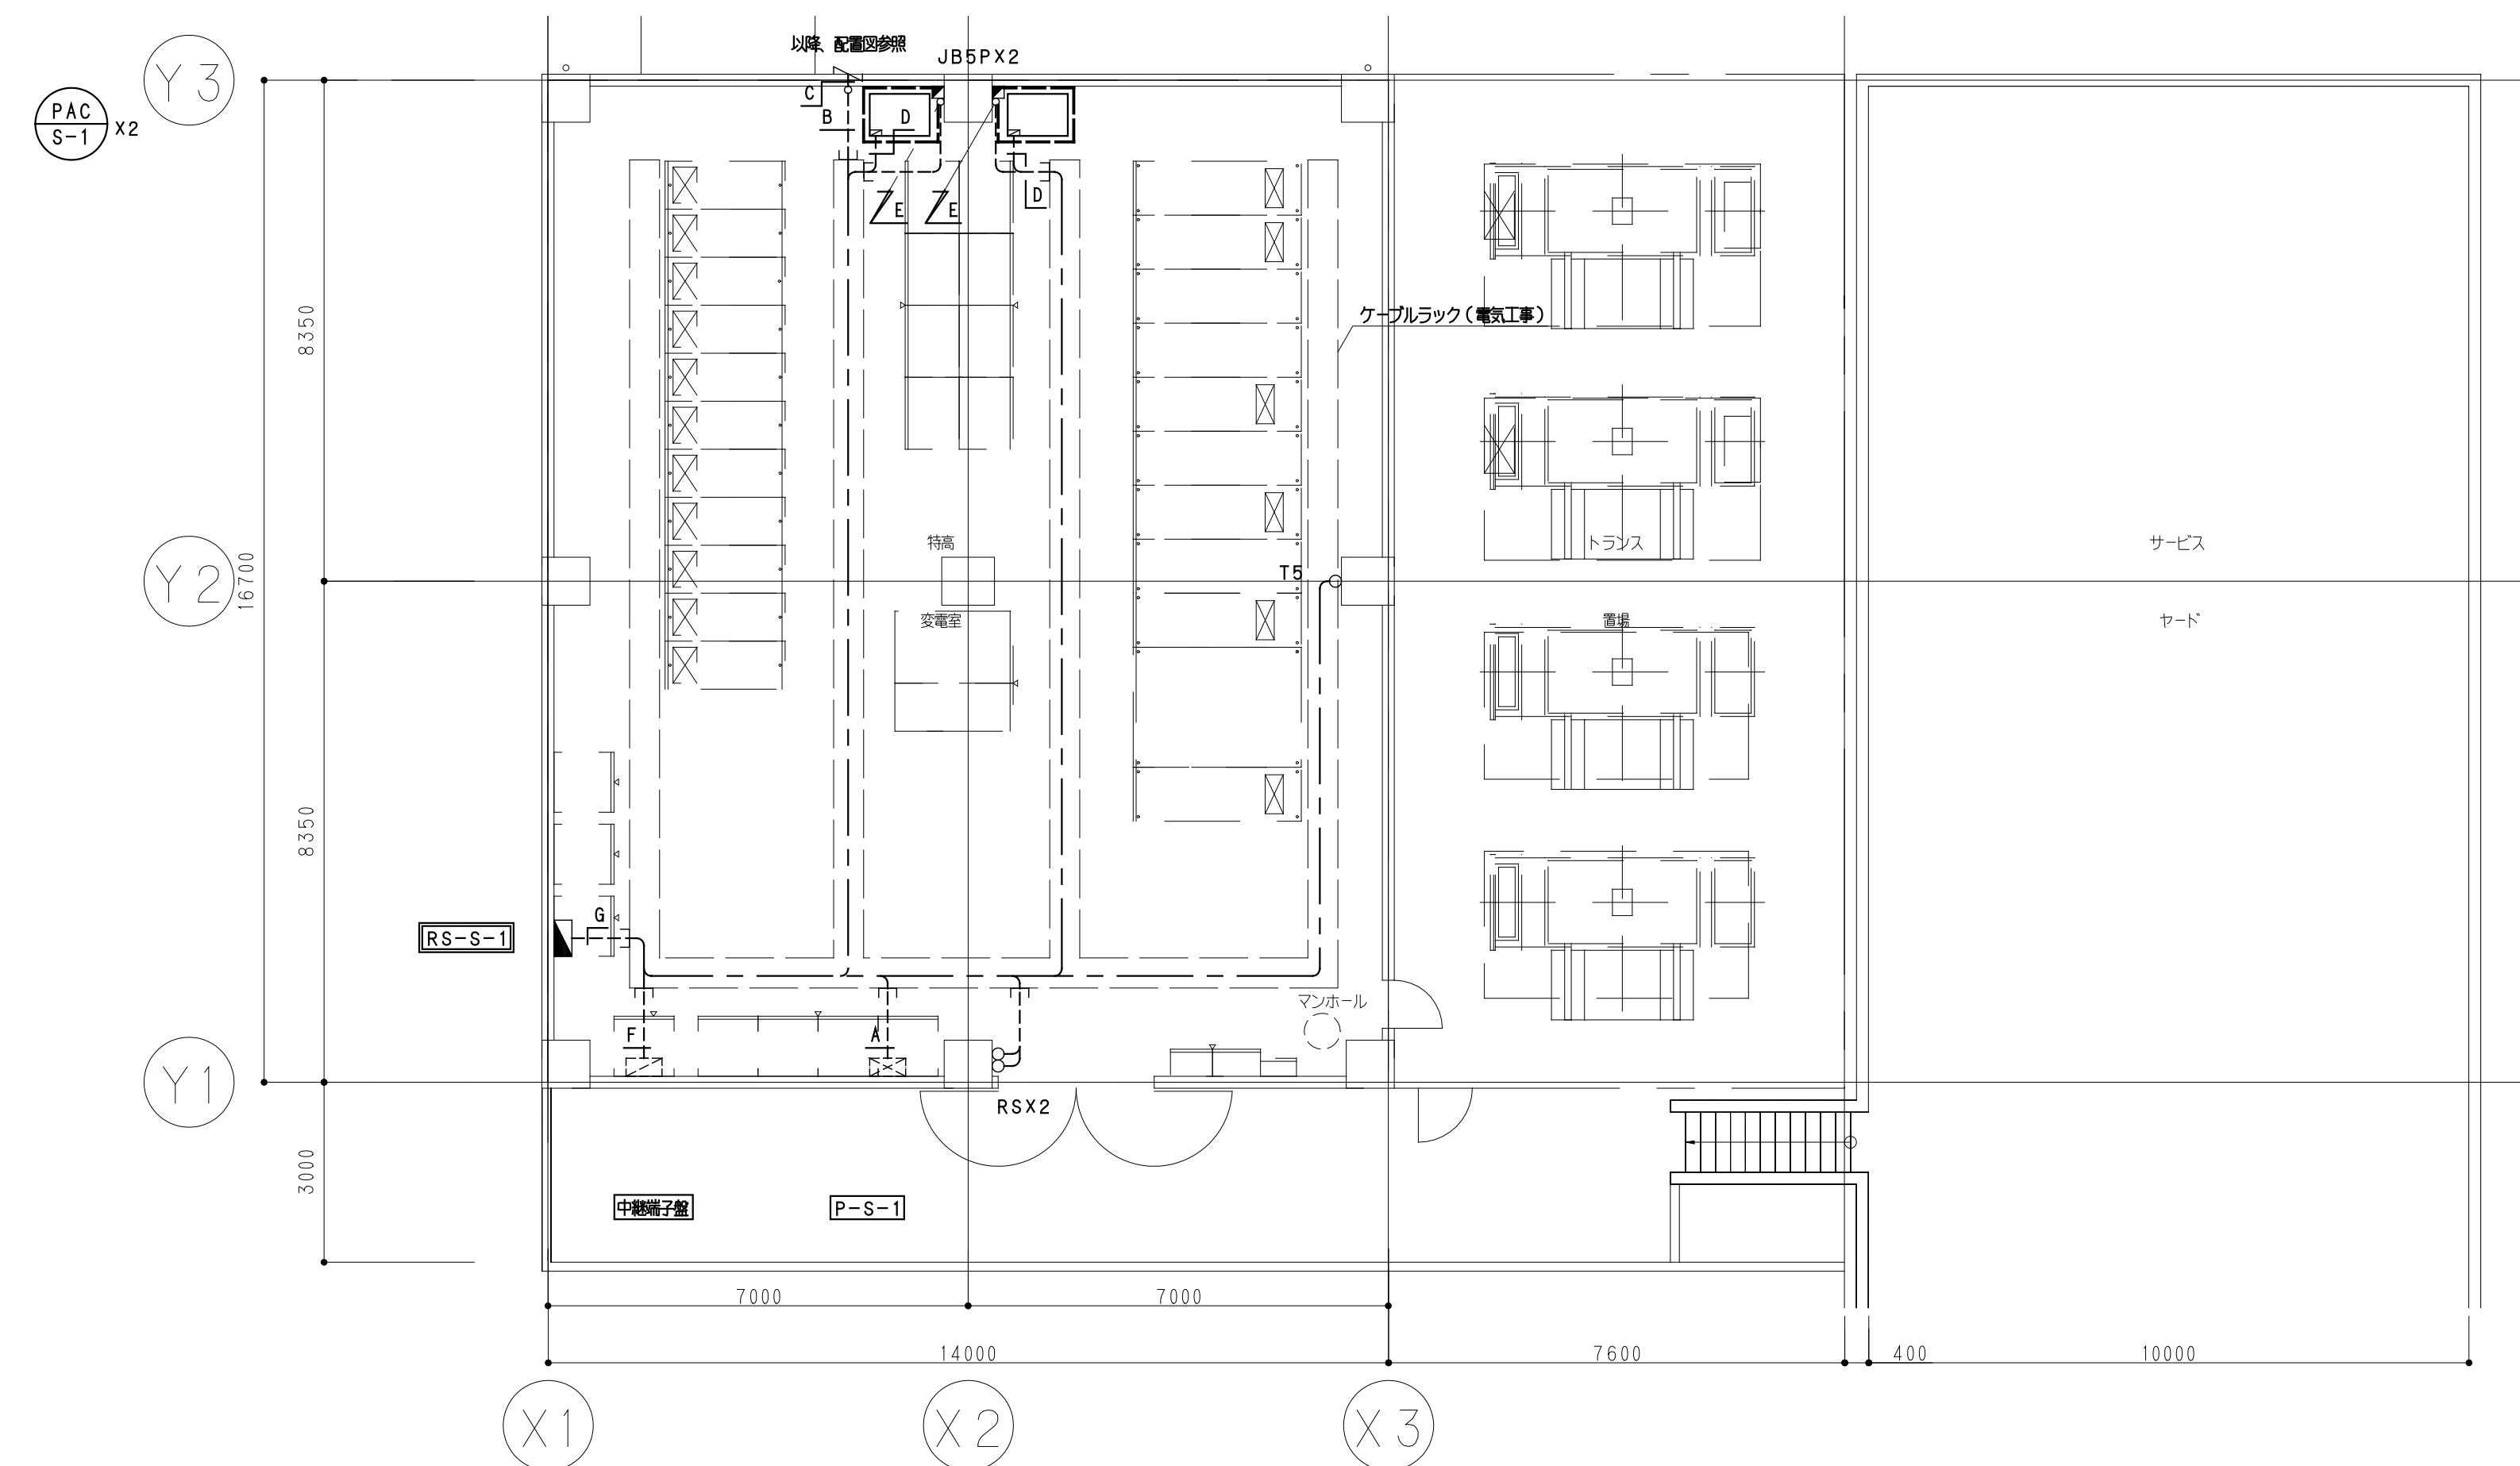 以降、配置図参照
JB5PX2
Y3
PAC
S-1
X2
C
B
D
E
E
D
8350
ケーブルラック(電気工事)
特高
トランス
サービス
Y2
16700
T5
変電室
置場
ヤード
8350
G
RS-S-1
マンホール
F
A
Y1
RSX2
3000
中継端子盤
P-S-1
7000
7000
14000
7600
400
10000
X1
X2
X3